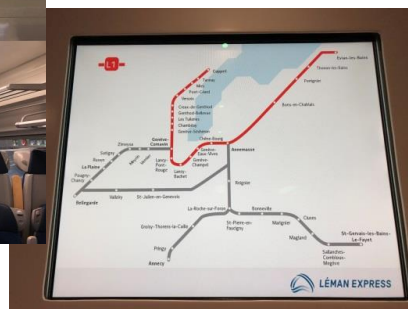 L1
Coppet
Tannay
Mies
Pont-Céard
Versoix
Creux-de-Genthod
Genthod-Bellevue
Les Tuileries
Chambésy
Genève-Sécheron
Genève-
Cornavin
Zimeysa
Satigny
Russin
La Plaine
Meyrin
Vernier
Pougny-
Chancy
Bellegarde
Valleiry
St-Julien-en-Genevois
Lancy-
Pont-
Rouge
Lancy-
Bachet
Genève-
Champel
Genève-
Eaux-Vives
Chêne-Bourg
Annemasse
Bons-en-Chablais
Perrignier
Thonon-les-Bains
Evian-les-Bains
Reignier
La-Roche-sur-Foron
Groisy-Thorens-la-Caille
Pringy
Annecy
St-Pierre-en-
Faucigny
Bonneville
Marignier
Cluses
Magland
Sallanches-
Combloux-
Megève
St-Gervais-les-Bains-
Le-Fayet
LÉMAN EXPRESS